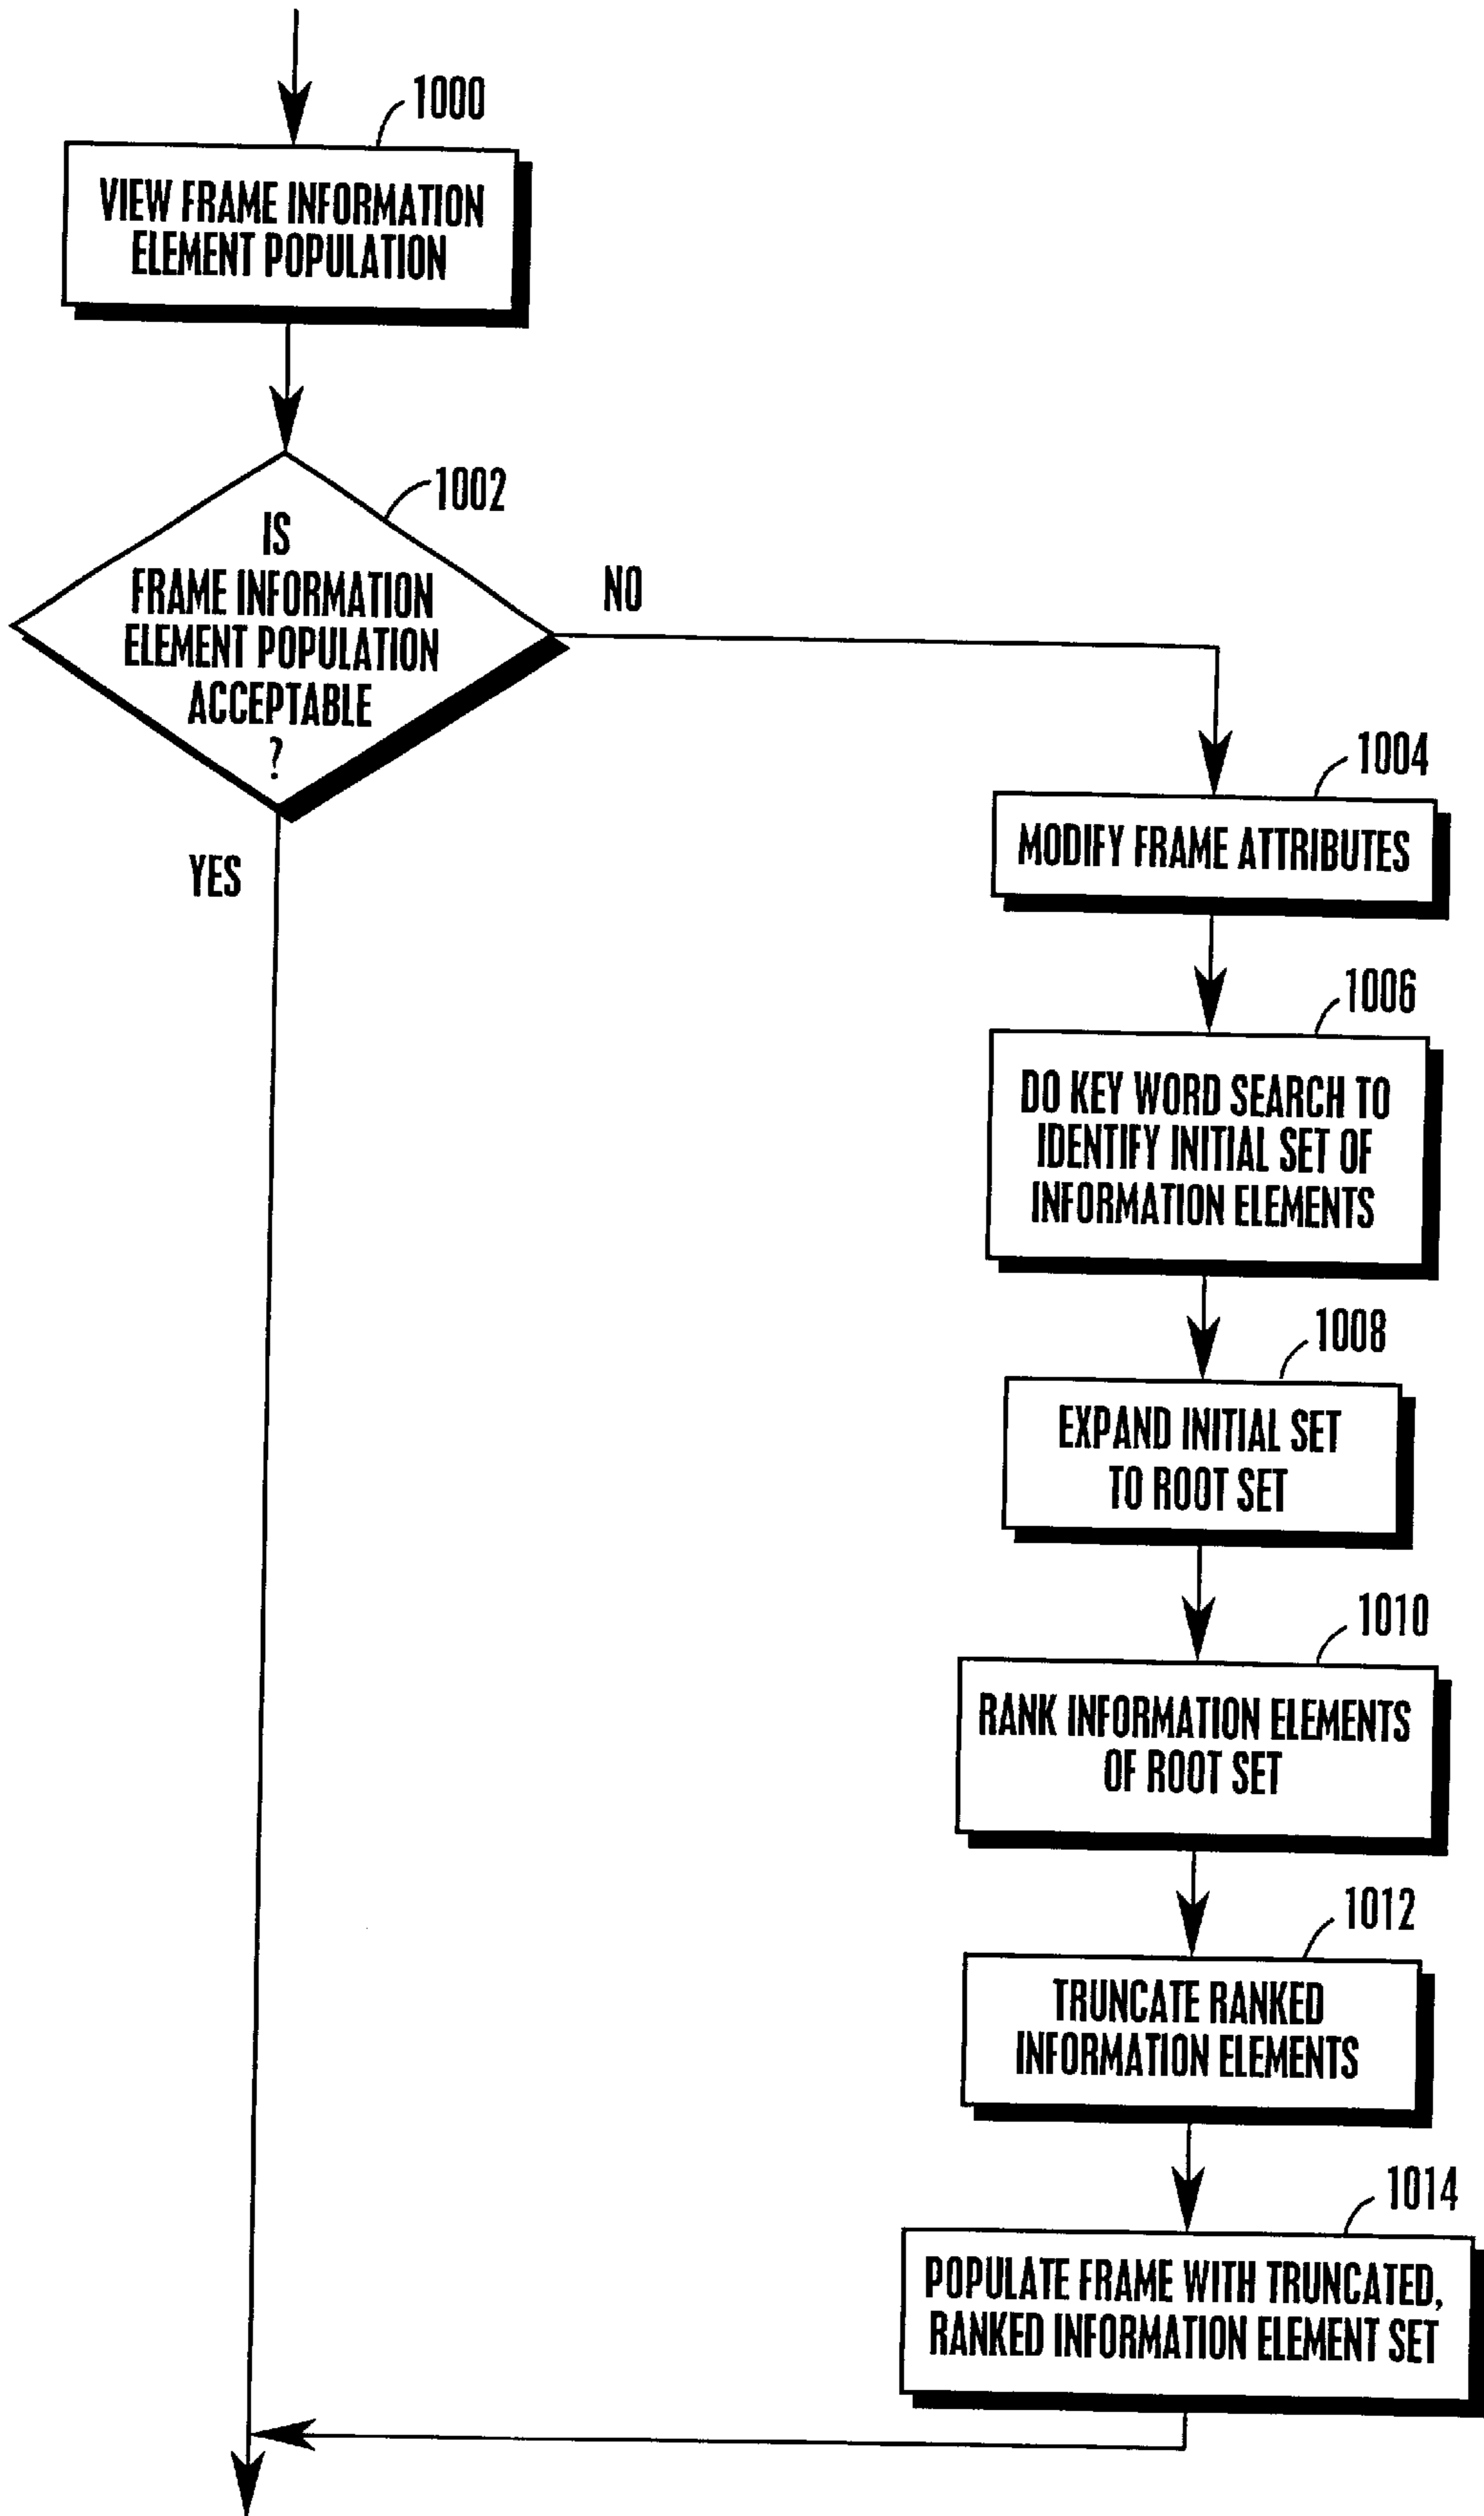 1000
VIEW FRAME INFORMATION
ELEMENT POPULATION
1002
IS
FRAME INFORMATION
ELEMENT POPULATION
ACCEPTABLE
?
NO
YES
1004
MODIFY FRAME ATTRIBUTES
1006
DO KEY WORD SEARCH TO
IDENTIFY INITIAL SET OF
INFORMATION ELEMENTS
1008
EXPAND INITIAL SET
TO ROOT SET
1010
RANK INFORMATION ELEMENTS
OF ROOT SET
1012
TRUNCATE RANKED
INFORMATION ELEMENTS
1014
POPULATE FRAME WITH TRUNCATED,
RANKED INFORMATION ELEMENT SET